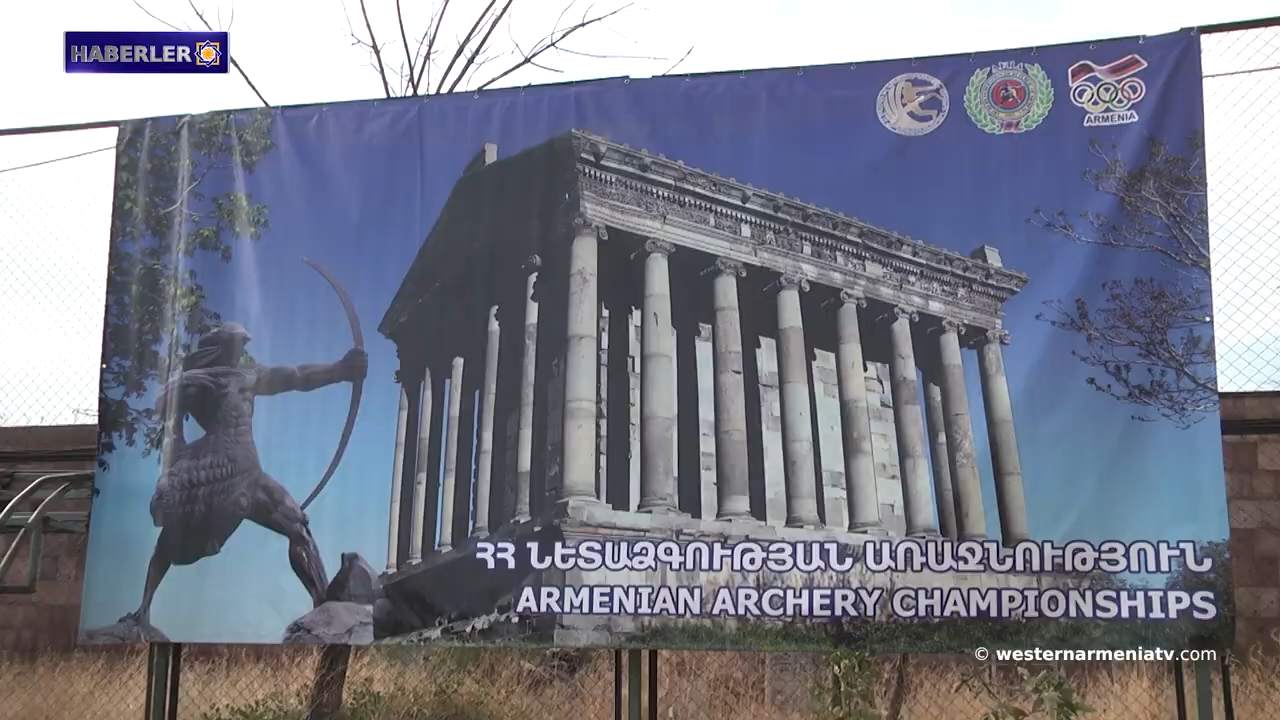 HABERLER
ARMENIA
ՀՀ ՆԵՏԱՁԳՈՒԹՅԱՆ ԱՌԱՋՆՈՒԹՅՈՒՆ
ARMENIAN ARCHERY CHAMPIONSHIPS
© westernarmeniatv.com